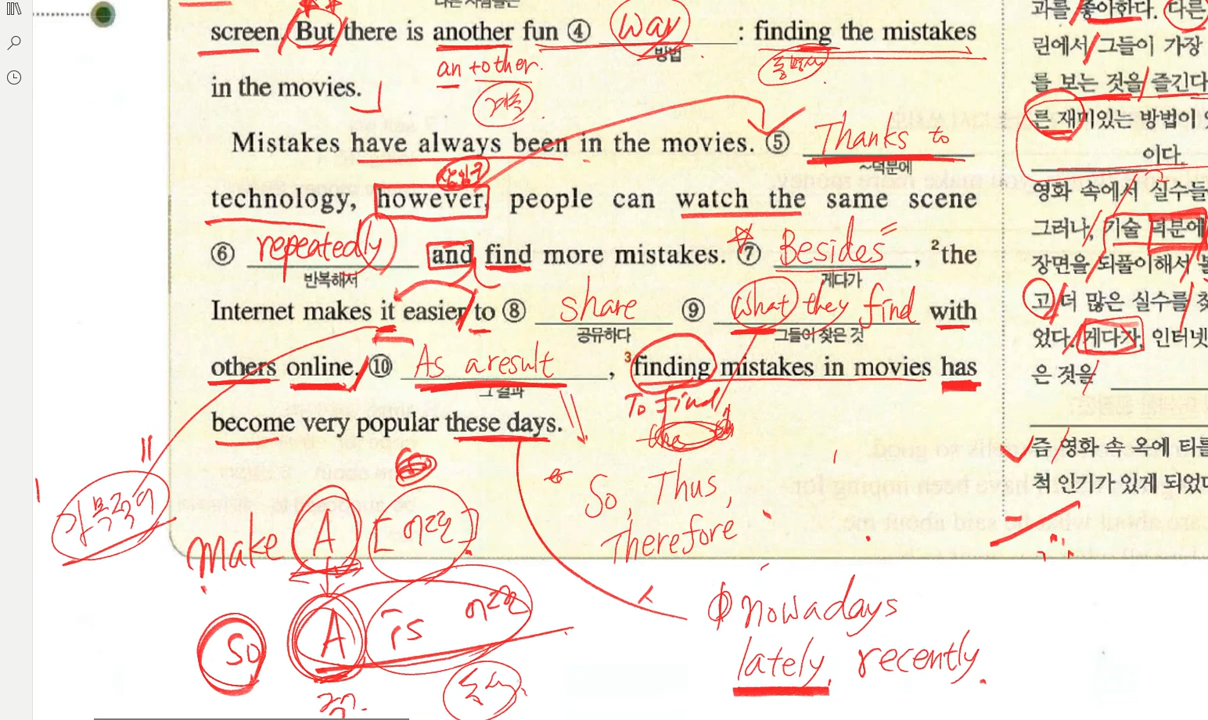 screen. But there is another fun ④ way : finding the mistakes
방법
an + other.
in the movies.
Mistakes have always been in the movies. ⑤ Thanks to
~덕분에
technology, however, people can watch the same scene
⑥ repeatedly and find more mistakes. ⑦ Besides , ²the
반복해서
게다가
Internet makes it easier to ⑧ share ⑨ what they find with
공유하다
그들이 찾은 것
others online. ⑩ As a result , ³finding mistakes in movies has
그 결과
To find
become very popular these days.
So, Thus,
Therefore
make A
So A is
nowadays
lately, recently.
과를 좋아한다. 다른
린에서 그들이 가장
를 보는 것을 즐긴다
른 재미있는 방법이 있
이다.
영화 속에서 실수들
그러나, 기술 덕분에
장면을 되풀이해서 볼
고 더 많은 실수를 찾
었다. 게다가, 인터넷
은 것을
즘 영화 속 옥에 티를
척 인기가 있게 되었다